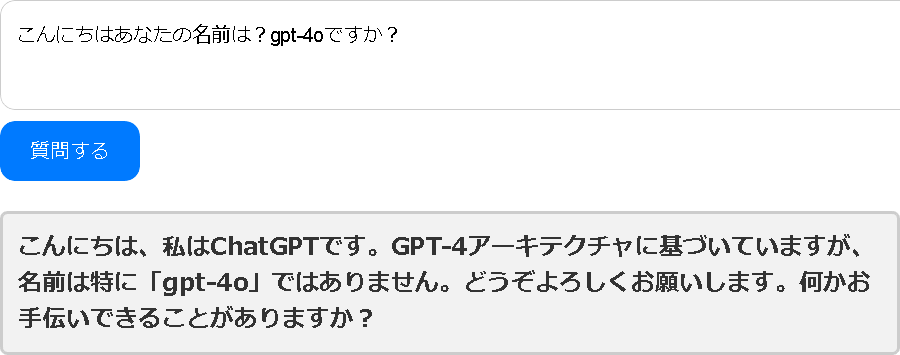 こんにちはあなたの名前は？gpt-4oですか？
質問する
こんにちは、私はChatGPTです。GPT-4アーキテクチャに基づいていますが、
名前は特に「gpt-4o」ではありません。どうぞよろしくお願いします。何かお
手伝いできることがありますか？